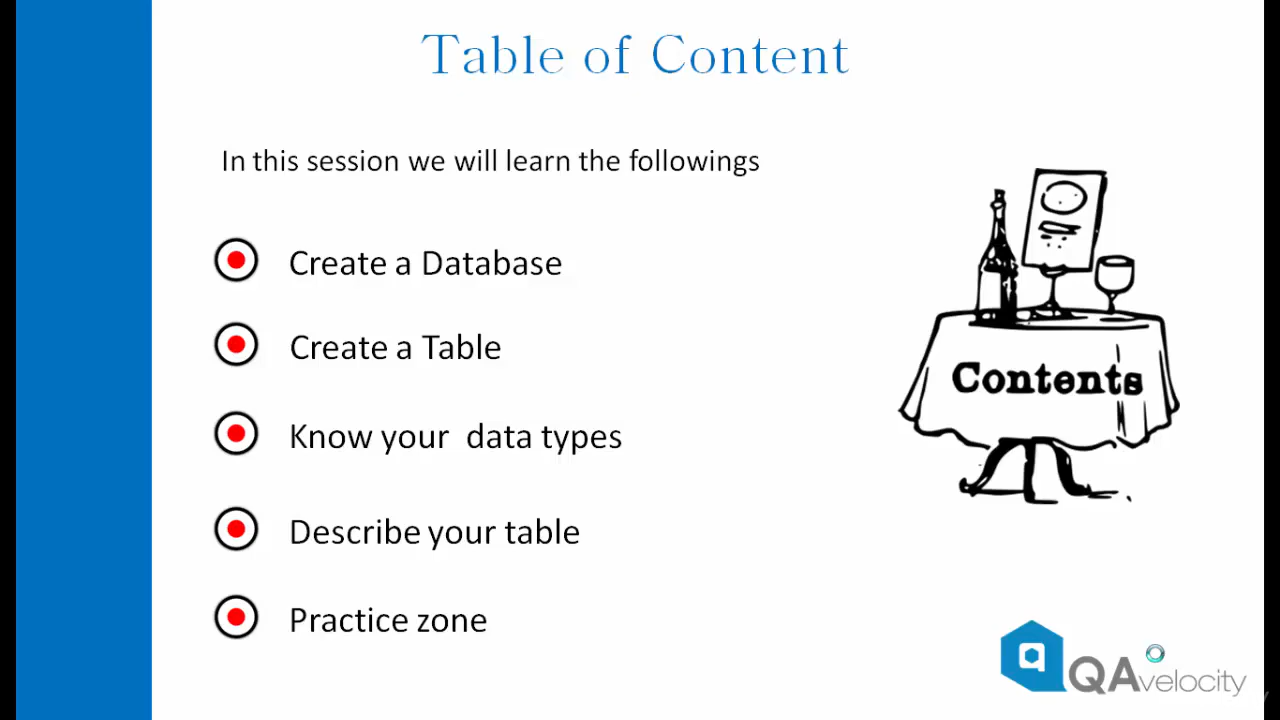 Table of Content
In this session we will learn the followings
Create a Database
Create a Table
Know your data types
Describe your table
Practice zone
Contents
QAvelocity